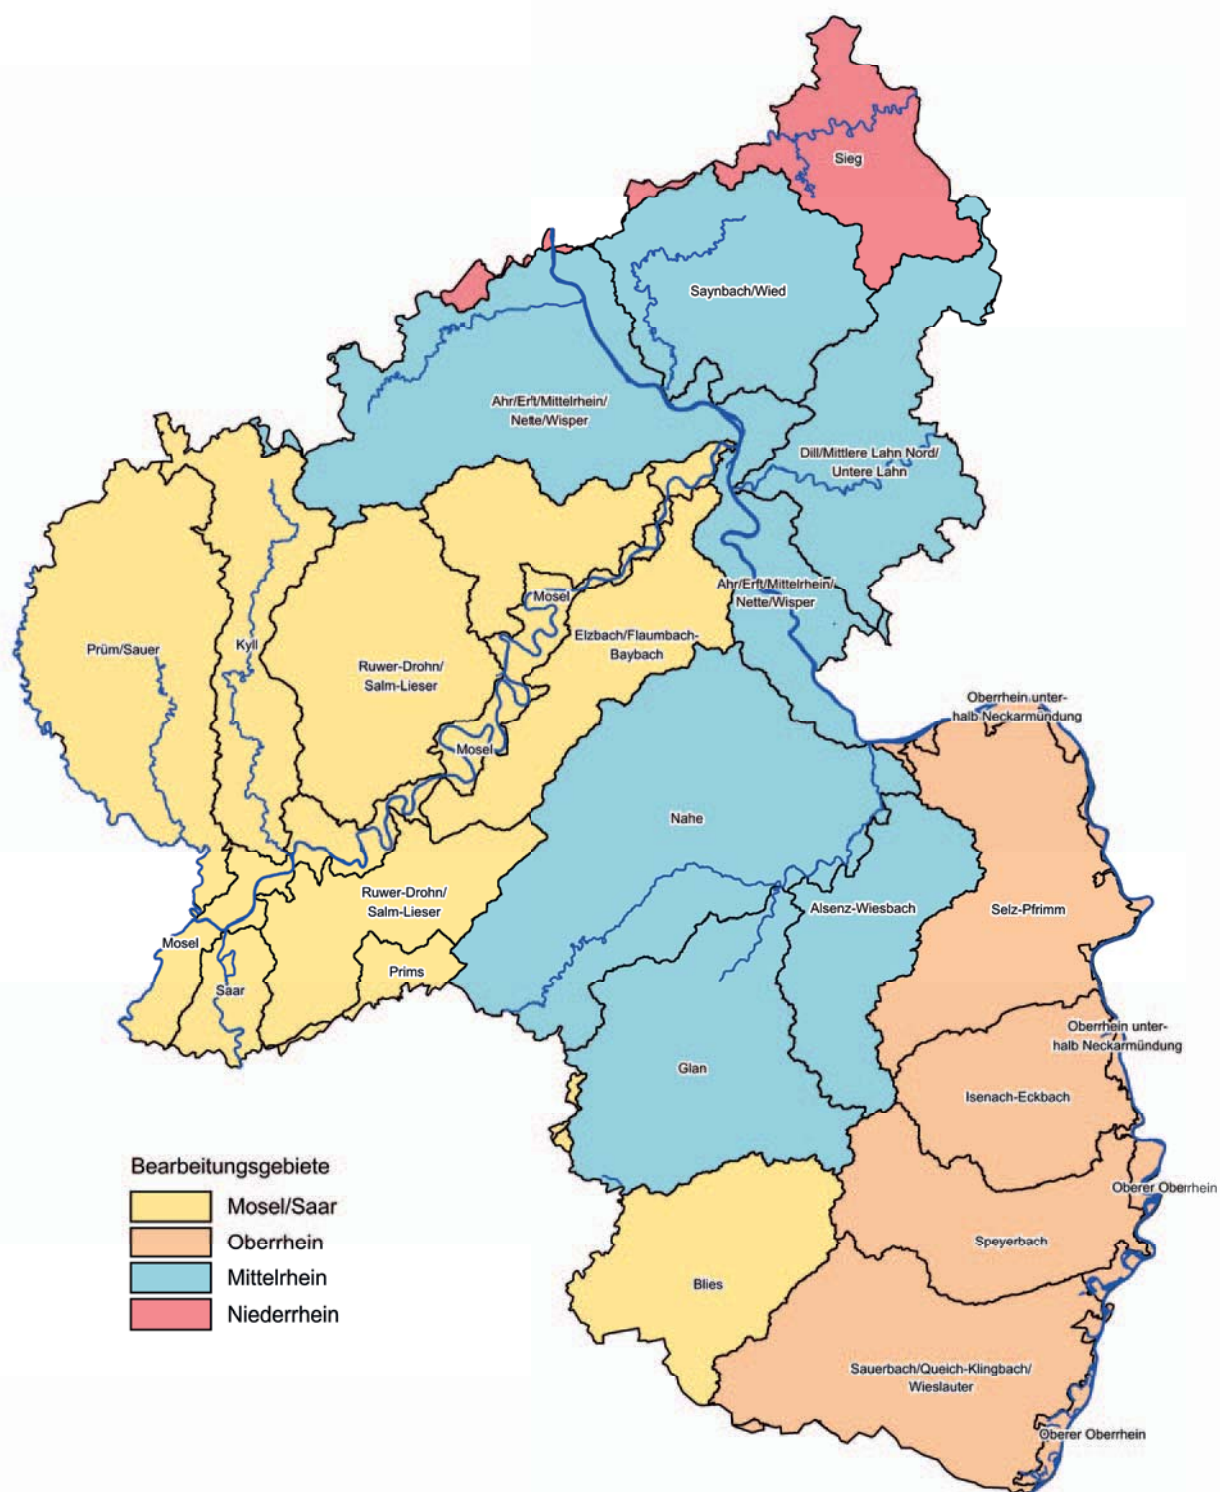 Sieg
Saynbach/Wied
Ahr/Erft/Mittelrhein/
Nette/Wisper
Dill/Mittlere Lahn Nord/
Untere Lahn
Ahr/Erft/Mittelrhein/
Nette/Wisper
Mosel
Elzbach/Flaumbach-
Baybach
Prüm/Sauer
Kyll
Ruwer-Drohn/
Salm-Lieser
Oberrhein unter-
halb Neckarmündung
Mosel
Nahe
Ruwer-Drohn/
Salm-Lieser
Alsenz-Wiesbach
Selz-Pfrimm
Mosel
Prims
Saar
Oberrhein unter-
halb Neckarmündung
Glan
Isenach-Eckbach
Oberer Oberrhein
Speyerbach
Blies
Sauerbach/Queich-Klingbach/
Wieslauter
Oberer Oberrhein
Bearbeitungsgebiete
Mosel/Saar
Oberrhein
Mittelrhein
Niederrhein